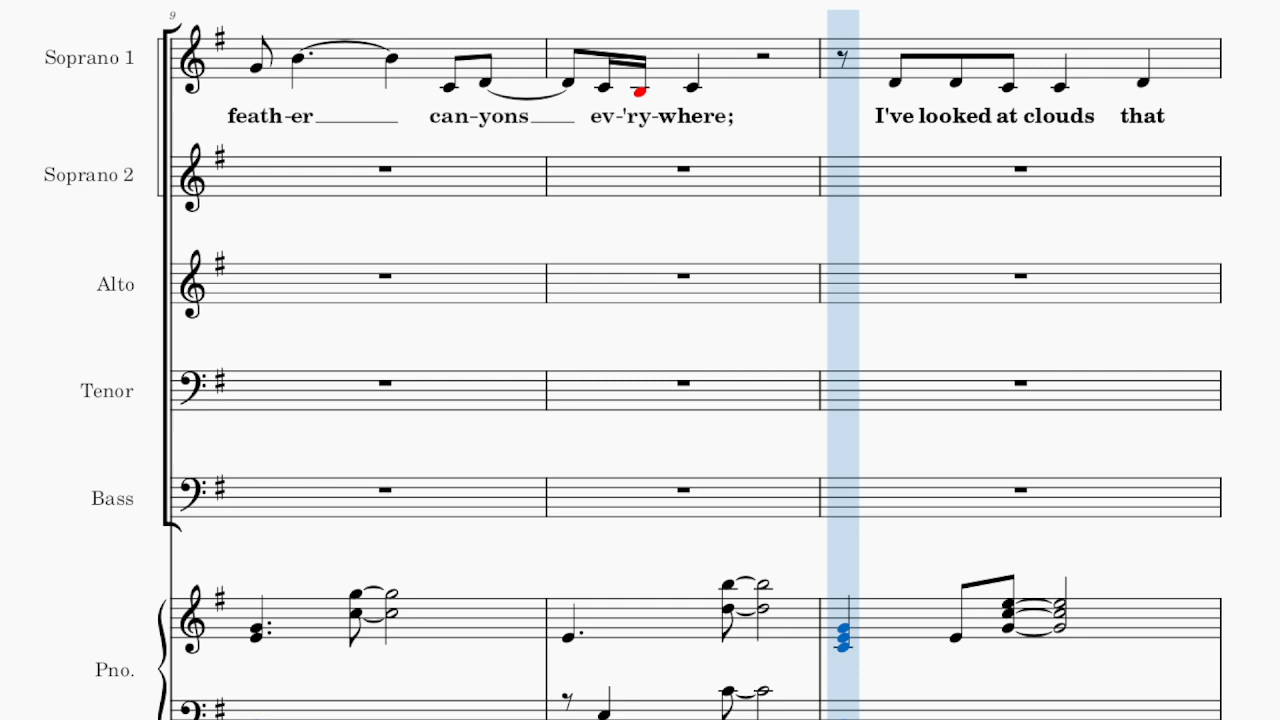 9
Soprano 1
feath-er can-yons ev-'ry-where; I've looked at clouds that
Soprano 2
Alto
Tenor
Bass
Pno.